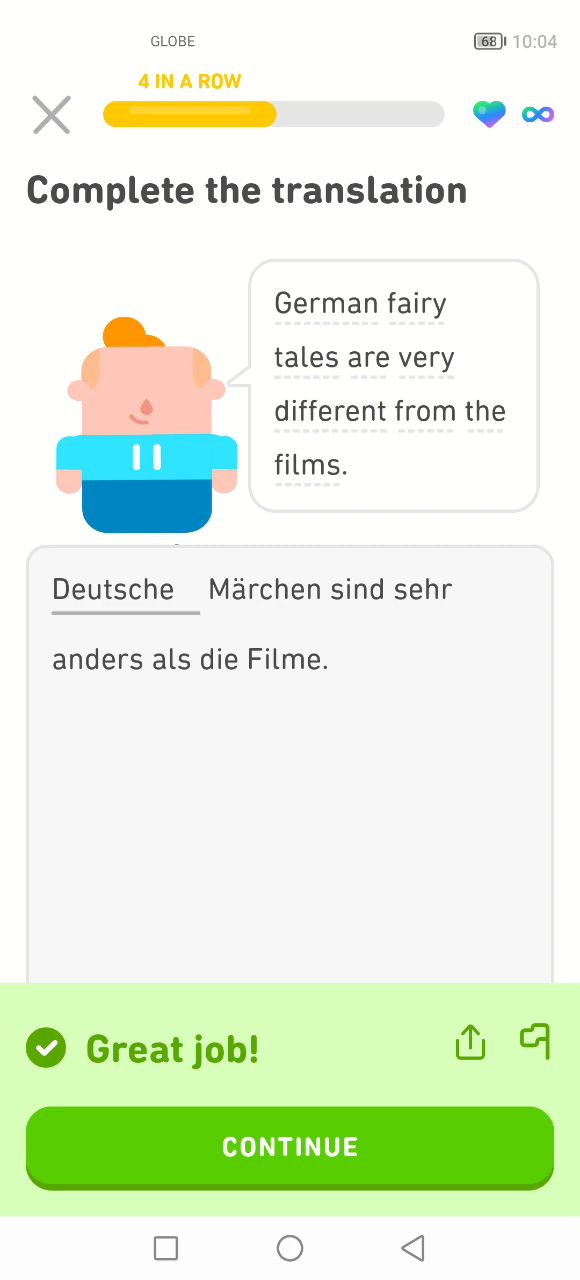 GLOBE
68 10:04
4 IN A ROW
Complete the translation
German fairy
tales are very
different from the
films.
Deutsche Märchen sind sehr
anders als die Filme.
Great job!
CONTINUE